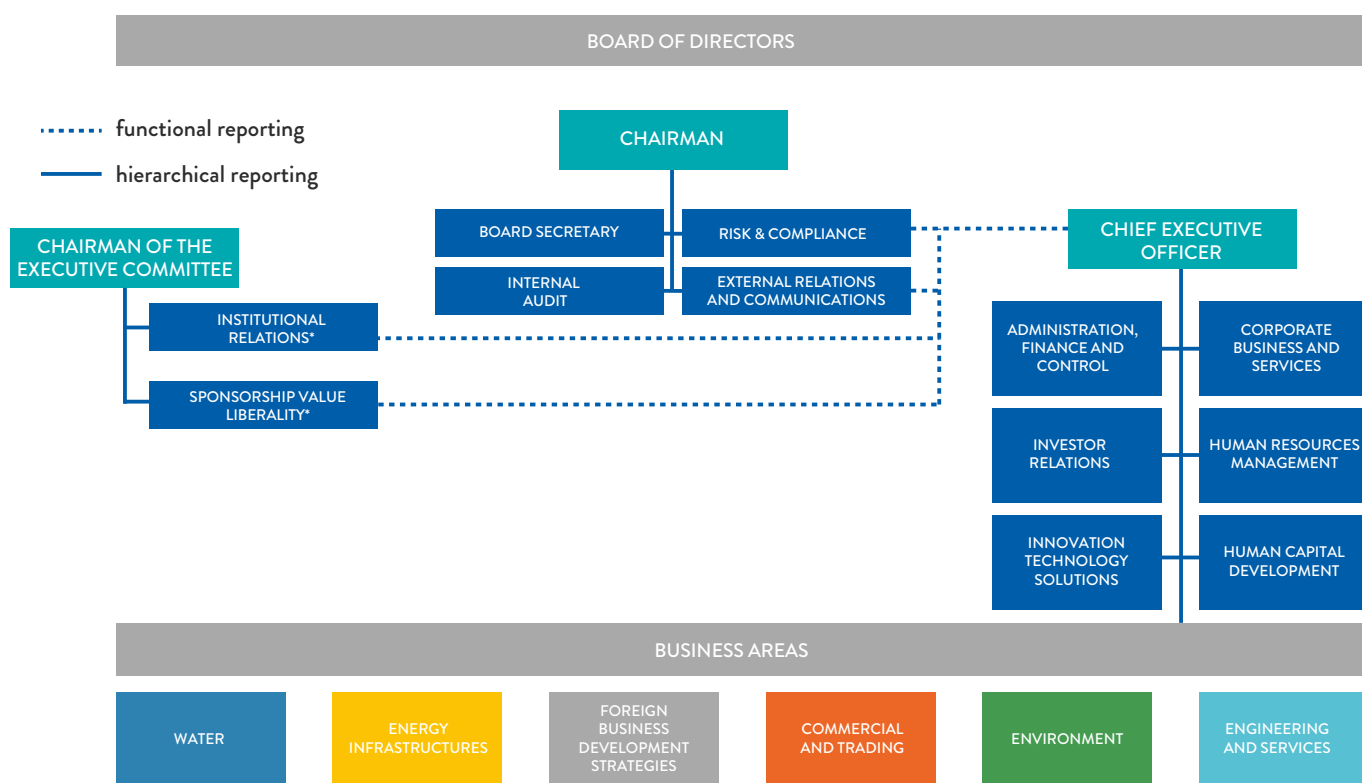 BOARD OF DIRECTORS
functional reporting
hierarchical reporting
CHAIRMAN
BOARD SECRETARY
RISK & COMPLIANCE
INTERNAL
AUDIT
EXTERNAL RELATIONS
AND COMMUNICATIONS
CHAIRMAN OF THE
EXECUTIVE COMMITTEE
INSTITUTIONAL
RELATIONS*
SPONSORSHIP VALUE
LIBERALITY*
CHIEF EXECUTIVE
OFFICER
ADMINISTRATION,
FINANCE AND
CONTROL
CORPORATE
BUSINESS AND
SERVICES
INVESTOR
RELATIONS
HUMAN RESOURCES
MANAGEMENT
INNOVATION
TECHNOLOGY
SOLUTIONS
HUMAN CAPITAL
DEVELOPMENT
BUSINESS AREAS
WATER
ENERGY
INFRASTRUCTURES
FOREIGN
BUSINESS
DEVELOPMENT
STRATEGIES
COMMERCIAL
AND TRADING
ENVIRONMENT
ENGINEERING
AND SERVICES